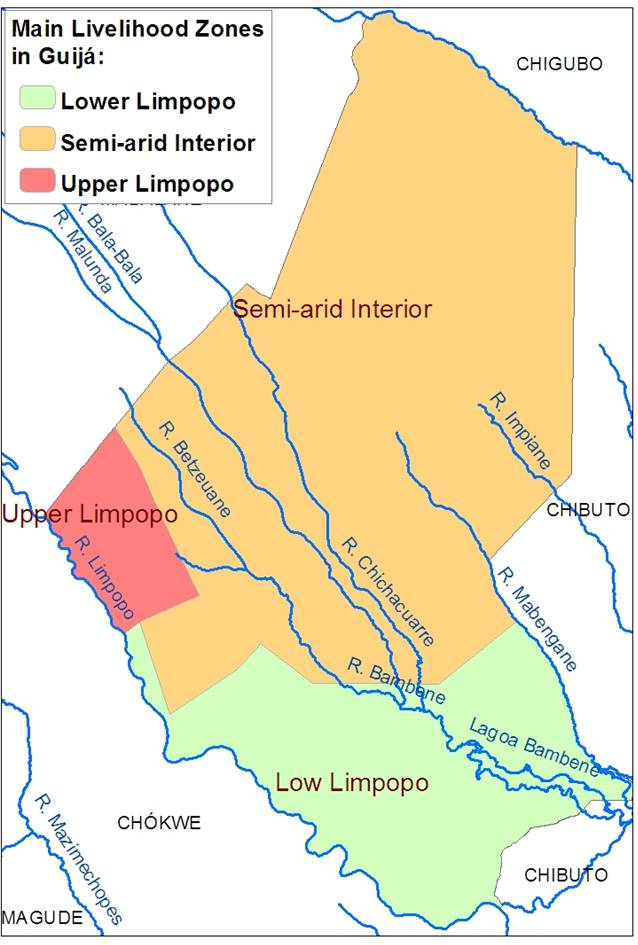 Main Livelihood Zones
in Guijá:
Lower Limpopo
Semi-arid Interior
Upper Limpopo
CHIGUBO
R. Bala-Bala
R. Malunda
Semi-arid Interior
R. Impiane
R. Betzeuane
Upper Limpopo
CHIBUTO
R. Limpopo
R. Chichacuarre
R. Mabengane
R. Bambene
Lagoa Bambene
Low Limpopo
CHÓKWE
R. Mazimechopes
CHIBUTO
MAGUDE